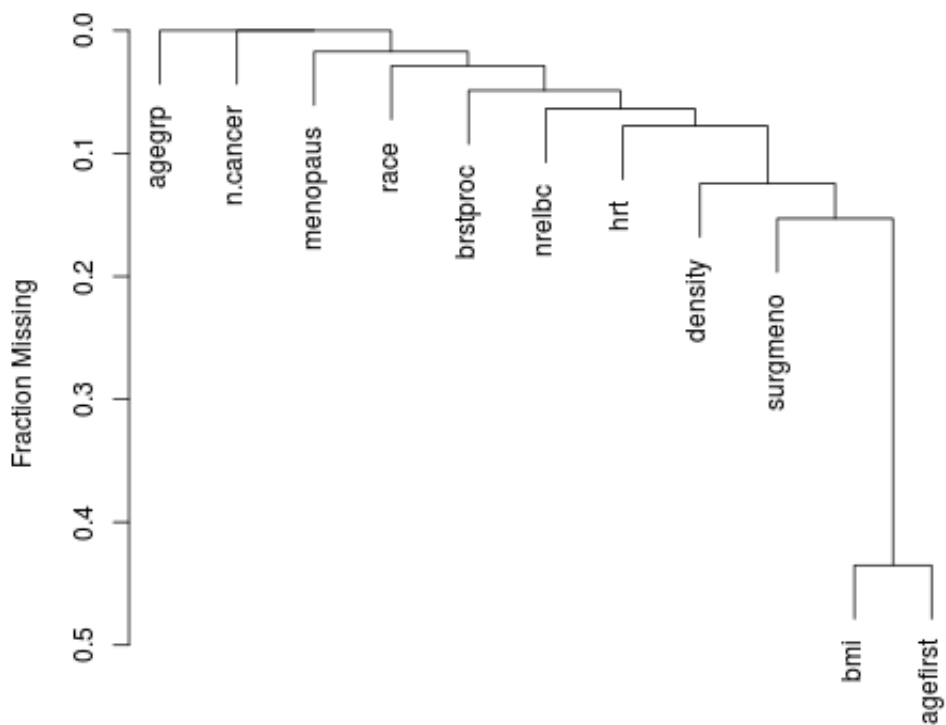 Fraction Missing
0.0
0.1
0.2
0.3
0.4
0.5
agegrp
n.cancer
menopaus
race
brstproc
nrelbc
hrt
density
surgmeno
bmi
agefirst